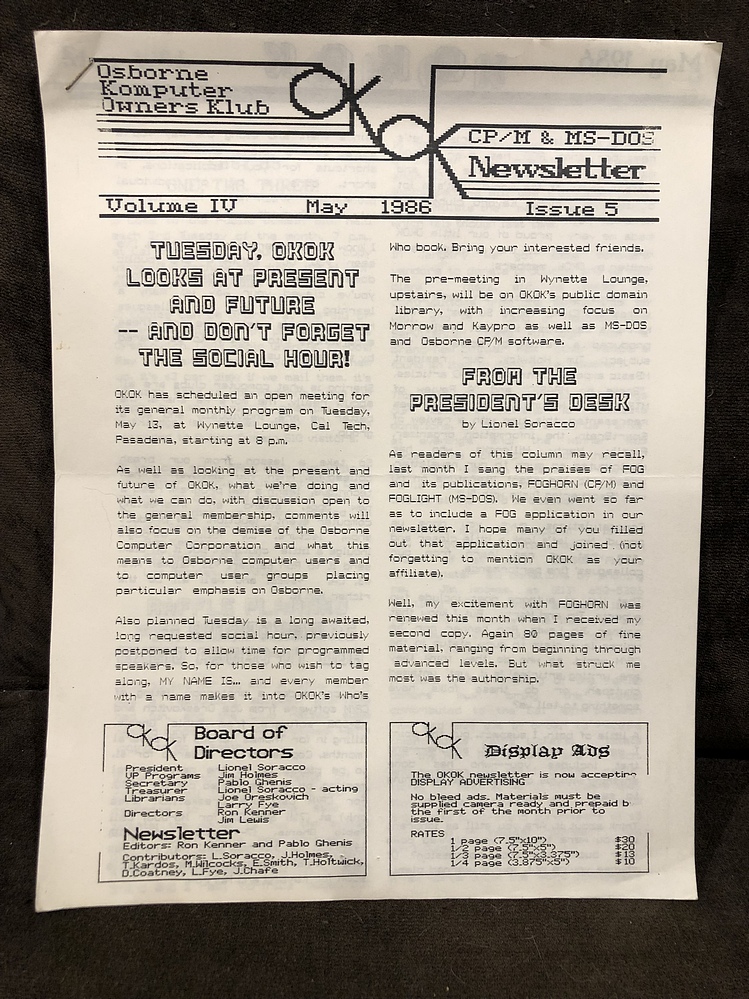 Osborne
Komputer
Owners Klub
OKOK
CP/M & MS-DOS
Newsletter
Volume IV May 1986 Issue 5
TUESDAY, OKOK
LOOKS AT PRESENT
AND FUTURE
-- AND DON'T FORGET
THE SOCIAL HOUR!
OKOK has scheduled an open meeting for
its general monthly program on Tuesday,
May 13, at Wynette Lounge, Cal Tech,
Pasadena, starting at 8 p.m.
As well as looking at the present and
future of OKOK, what we're doing and
what we can do, with discussion open to
the general membership, comments will
also focus on the demise of the Osborne
Computer Corporation and what this
means to Osborne computer users and
to computer user groups placing
particular emphasis on Osborne.
Also planned Tuesday is a long awaited,
long requested social hour, previously
postponed to allow time for programmed
speakers. So, for those who wish to tag
along, MY NAME IS... and every member
with a name makes it into OKOK's Who's
Who book. Bring your interested friends.
The pre-meeting in Wynette Lounge,
upstairs, will be on OKOK's public domain
library, with increasing focus on
Morrow and Kaypro as well as MS-DOS
and Osborne CP/M software.
FROM THE
PRESIDENT'S DESK
by Lionel Soracco
As readers of this column may recall,
last month I sang the praises of FOG
and its publications, FOGHORN (CP/M) and
FOGLIGHT (MS-DOS). We even went so far
as to include a FOG application in our
newsletter. I hope many of you filled
out that application and joined (not
forgetting to mention OKOK as your
affiliate).
Well, my excitement with FOGHORN was
renewed this month when I received my
second copy. Again 80 pages of fine
material, ranging from beginning through
advanced levels. But what struck me
most was the authorship.
OKOK
Board of
Directors
President Lionel Soracco
VP Programs Jim Holmes
Secretary Pablo Ghenis
Treasurer Lionel Soracco - acting
Librarians Joe Oreskovich
Larry Fye
Directors Ron Kenner
Jim Lewis
Newsletter
Editors: Ron Kenner and Pablo Ghenis
Contributors: L.Soracco, J.Holmes,
T.Kardos, M.Wilcocks, E.Smith, T.Holtwick,
D.Coatney, L.Fye, J.Chafe
OKOK
Display Ads
The OKOK newsletter is now accepting
DISPLAY ADVERTISING
No bleed ads. Materials must be
supplied camera ready and prepaid b
the first of the month prior to
issue.
RATES
1 page (7.5"x10") $30
1/2 page (7.5"x5") $20
1/3 page (7.5"x3.375") $13
1/4 page (3.875"x5") $10